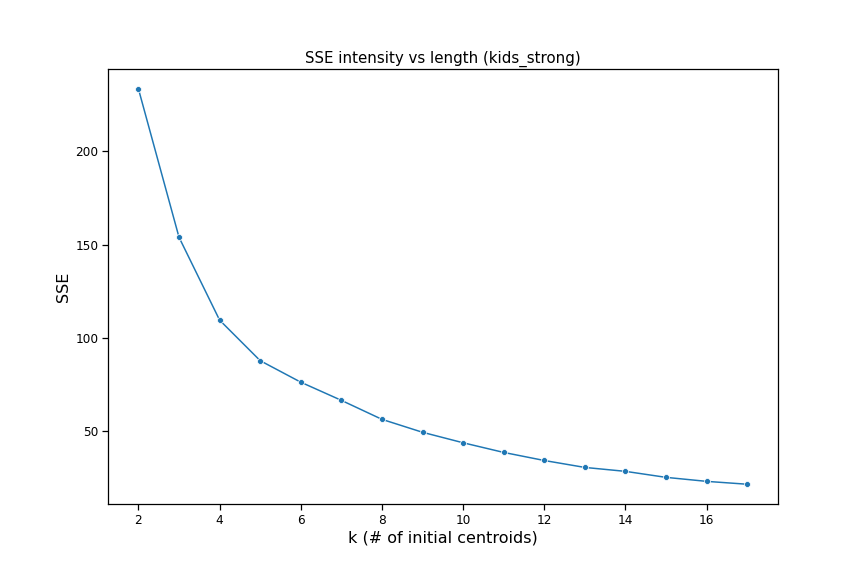 SSE intensity vs length (kids_strong)
200
150
100
50
SSE
2 4 6 8 10 12 14 16
k (# of initial centroids)